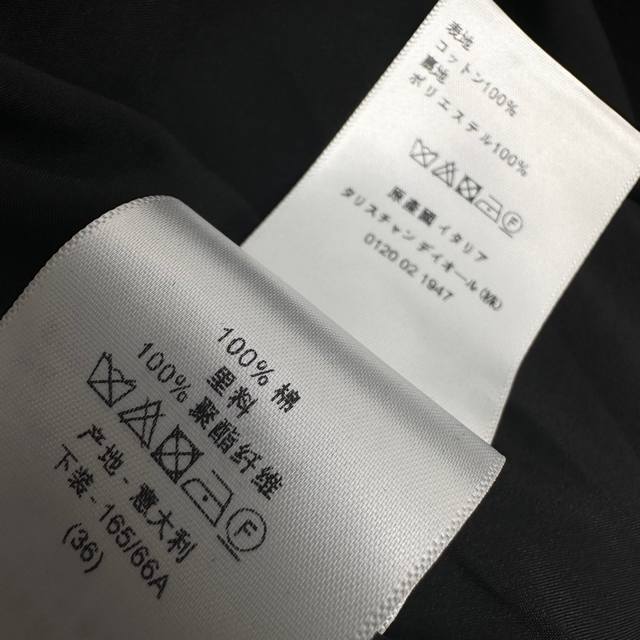 表地
コットン100%
裏地
ポリエステル100%
原産國 イタリア
クリスチャン ディオール(株)
0120 02 1947
100% 棉
里料
100% 聚酯纤维
F
产地 - 意大利
下装 - 165/66A
(36)